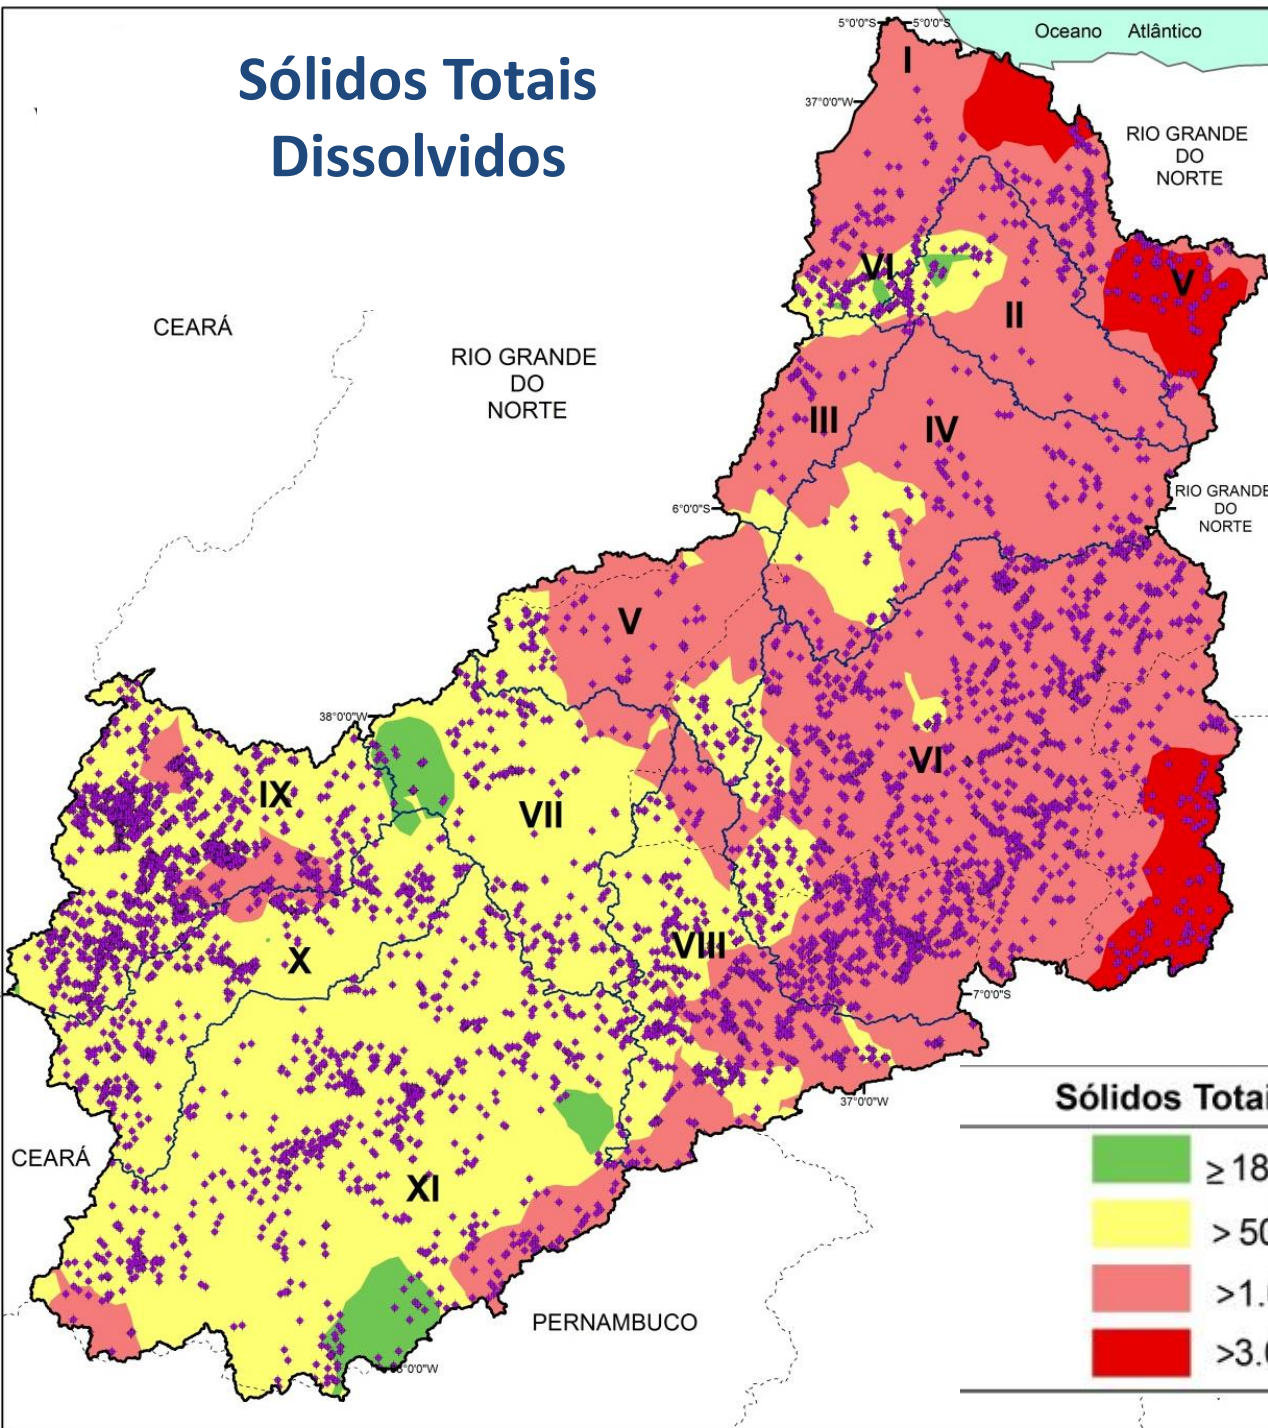 Sólidos Totais
Dissolvidos
5°0'0"S
5°0'0"S
Oceano Atlântico
I
37°0'0"W
RIO GRANDE
DO
NORTE
VI
V
II
CEARÁ
RIO GRANDE
DO
NORTE
III
IV
6°0'0"S
RIO GRANDE
DO
NORTE
V
38°0'0"W
VI
IX
VII
VIII
X
7°0'0"S
37°0'0"W
CEARÁ
XI
PERNAMBUCO
Sólidos Totai
≥ 18
> 50
>1.
>3.